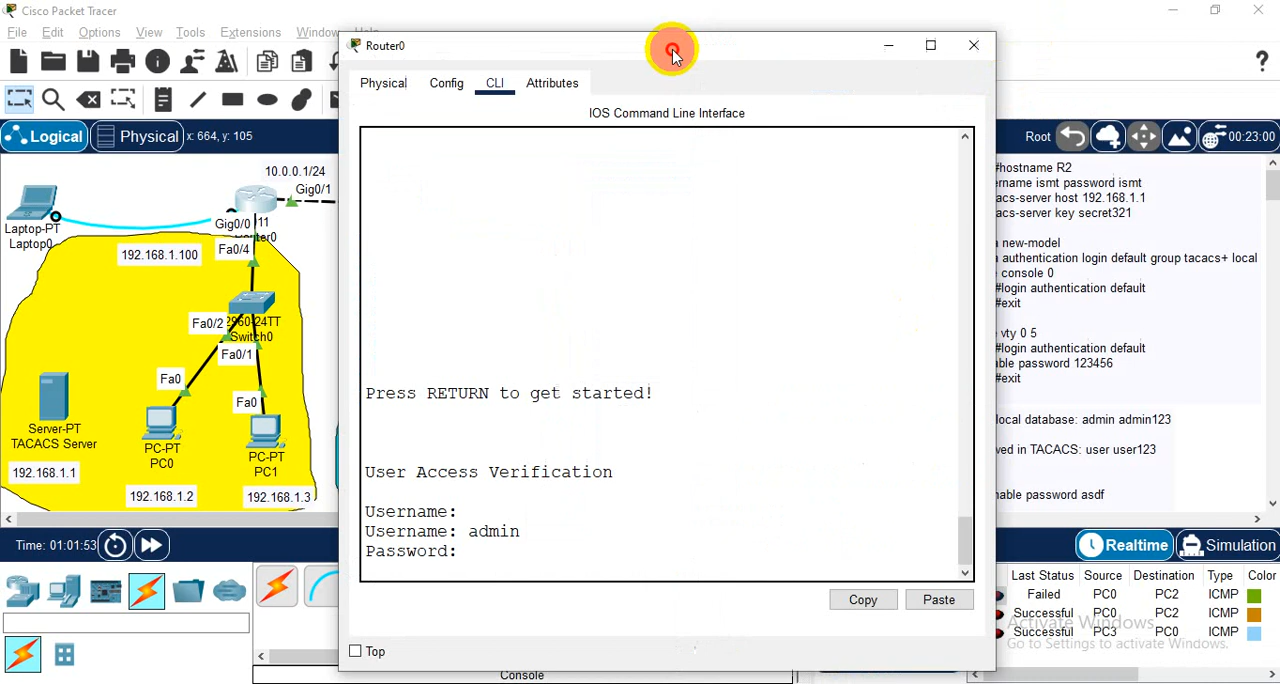 Cisco Packet Tracer
File Edit Options View Tools Extensions Window Help
Logical Physical x: 664, y: 105
Root 00:23:00
10.0.0.1/24
Gig0/1
Laptop-PT
Laptop0
Gig0/0
Fa0/4
192.168.1.100
Fa0/2
2960-24TT
Switch0
Fa0/1
Fa0
Fa0
Server-PT
TACACS Server
192.168.1.1
PC-PT
PC0
192.168.1.2
PC-PT
PC1
192.168.1.3
Router0
Physical Config CLI Attributes
IOS Command Line Interface
Press RETURN to get started!
User Access Verification
Username:
Username: admin
Password:
Copy Paste
Top
#hostname R2
ername ismt password ismt
acs-server host 192.168.1.1
acs-server key secret321
new-model
authentication login default group tacacs+ local
console 0
#login authentication default
#exit
vty 0 5
#login authentication default
ble password 123456
#exit
local database: admin admin123
ved in TACACS: user user123
nable password asdf
Time: 01:01:53
Realtime Simulation
Last Status Source Destination Type Color
Failed PC0 PC2 ICMP
Successful PC0 PC2 ICMP
Successful PC3 PC0 ICMP
Activate Windows
Go to Settings to activate Windows.
Console